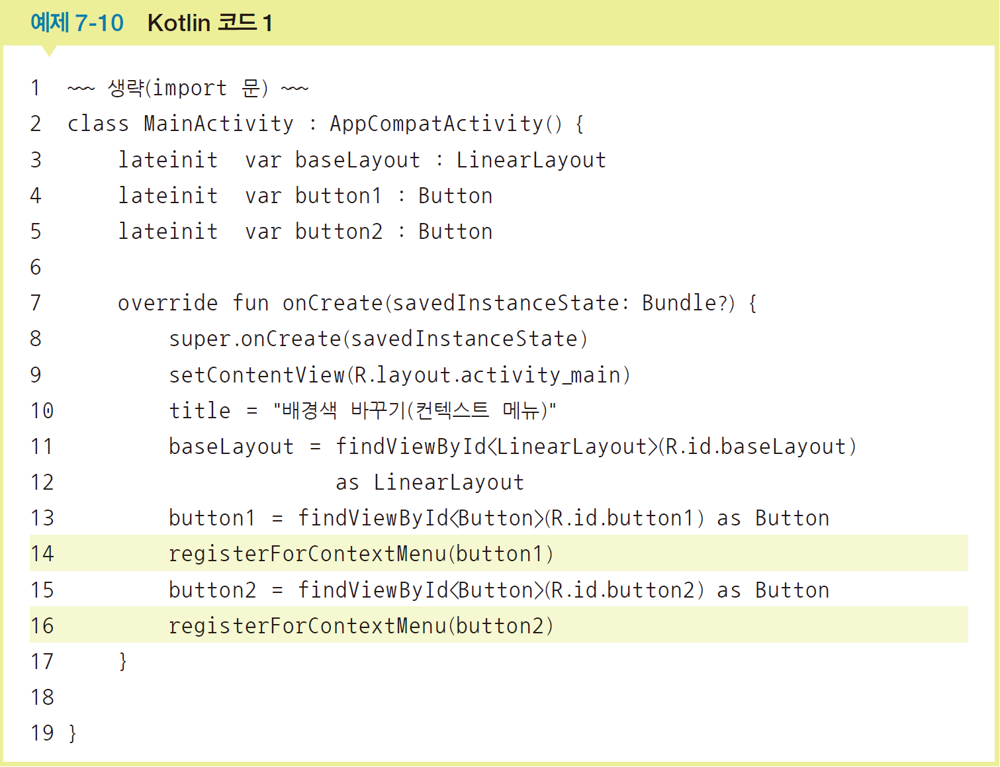 예제 7-10 Kotlin 코드 1
1 ~~~ 생략(import 문) ~~~
2 class MainActivity : AppCompatActivity() {
3     lateinit  var baseLayout : LinearLayout
4     lateinit  var button1 : Button
5     lateinit  var button2 : Button
6
7     override fun onCreate(savedInstanceState: Bundle?) {
8         super.onCreate(savedInstanceState)
9         setContentView(R.layout.activity_main)
10         title = "배경색 바꾸기(컨텍스트 메뉴)"
11         baseLayout = findViewById<LinearLayout>(R.id.baseLayout)
12                      as LinearLayout
13         button1 = findViewById<Button>(R.id.button1) as Button
14         registerForContextMenu(button1)
15         button2 = findViewById<Button>(R.id.button2) as Button
16         registerForContextMenu(button2)
17     }
18
19 }